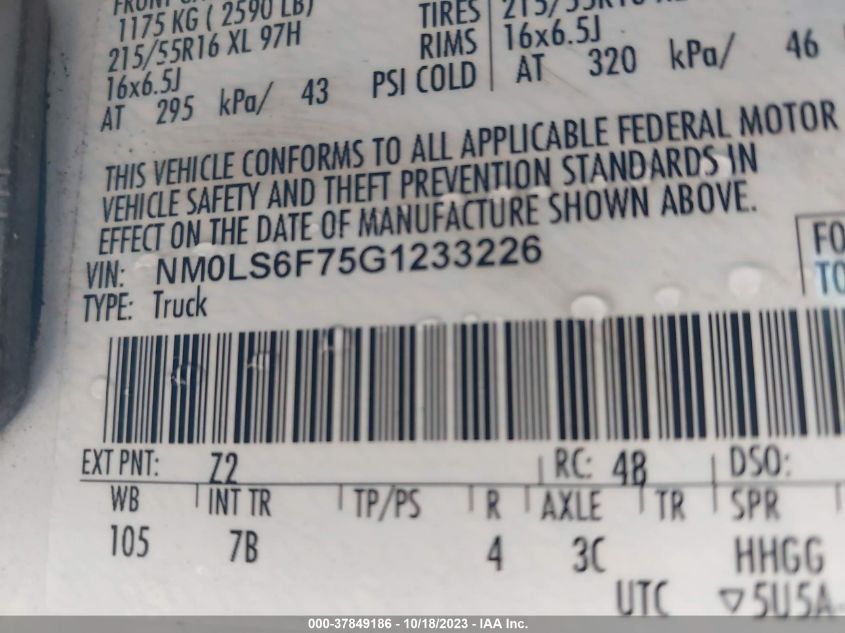 1175 KG ( 2590 LB)
215/55R16 XL 97H
16x6.5J
AT 295 kPa/ 43 PSI COLD
TIRES
RIMS 16x6.5J
AT 320 kPa/ 46
THIS VEHICLE CONFORMS TO ALL APPLICABLE FEDERAL MOTOR
VEHICLE SAFETY AND THEFT PREVENTION STANDARDS IN
EFFECT ON THE DATE OF MANUFACTURE SHOWN ABOVE.
VIN: NM0LS6F75G1233226
TYPE: Truck
FO
TO
EXT PNT: Z2 RC: 48 DSO:
WB INT TR TP/PS R AXLE TR SPR
105 7B 4 3C HHGG
UTC ▽5U5A
000-37849186 - 10/18/2023 - IAA Inc.